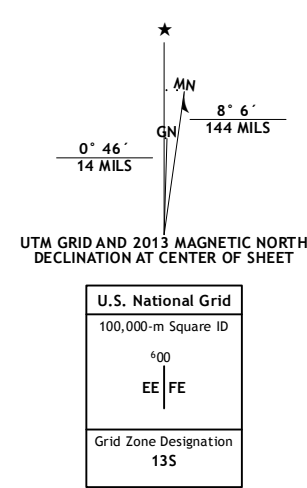 ★
MN
GN
8° 6´
144 MILS
0° 46´
14 MILS
UTM GRID AND 2013 MAGNETIC NORTH
DECLINATION AT CENTER OF SHEET
U.S. National Grid
100,000-m Square ID
⁶00
EE FE
Grid Zone Designation
13S